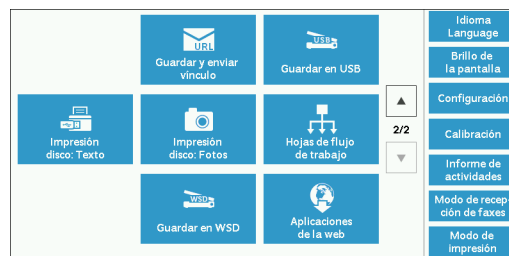 URL
Guardar y enviar
vínculo
USB
Guardar en USB
Impresión
disco: Texto
Impresión
disco: Fotos
Hojas de flujo
de trabajo
WSD
Guardar en WSD
Aplicaciones
de la web
2/2
Idioma
Language
Brillo de
la pantalla
Configuración
Calibración
Informe de
actividades
Modo de recep-
ción de faxes
Modo de
impresión